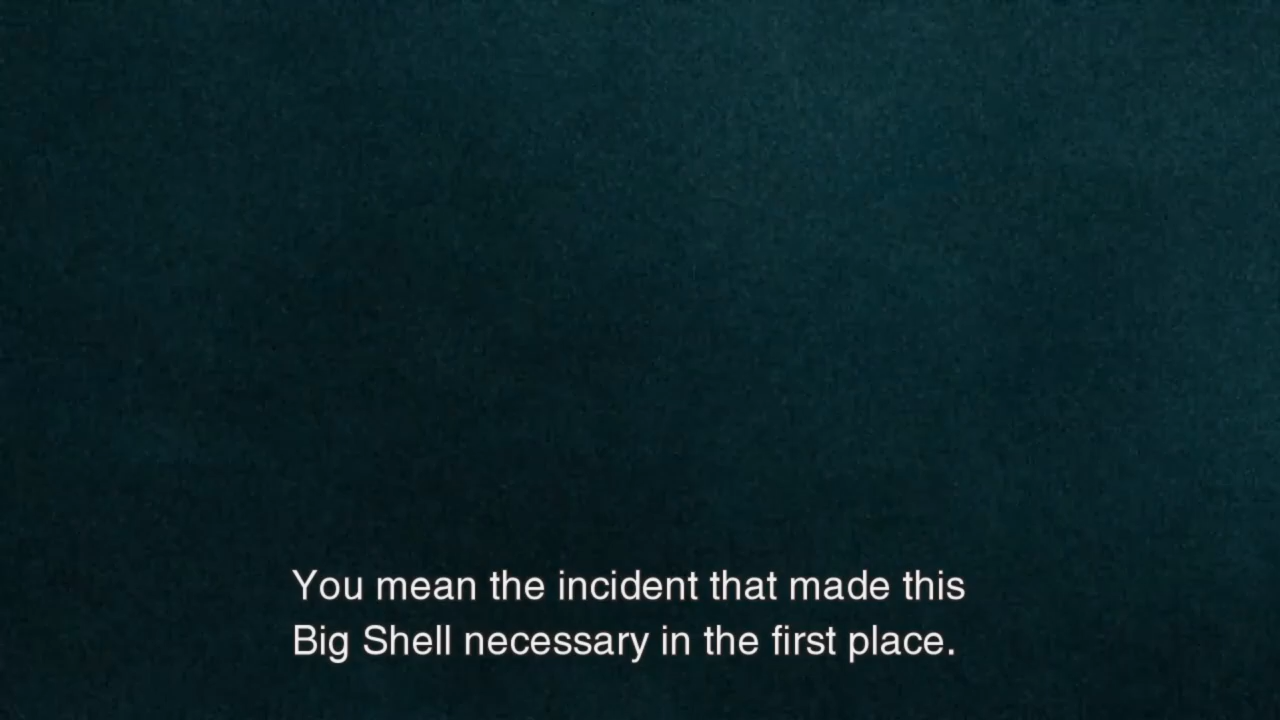 You mean the incident that made this
Big Shell necessary in the first place.